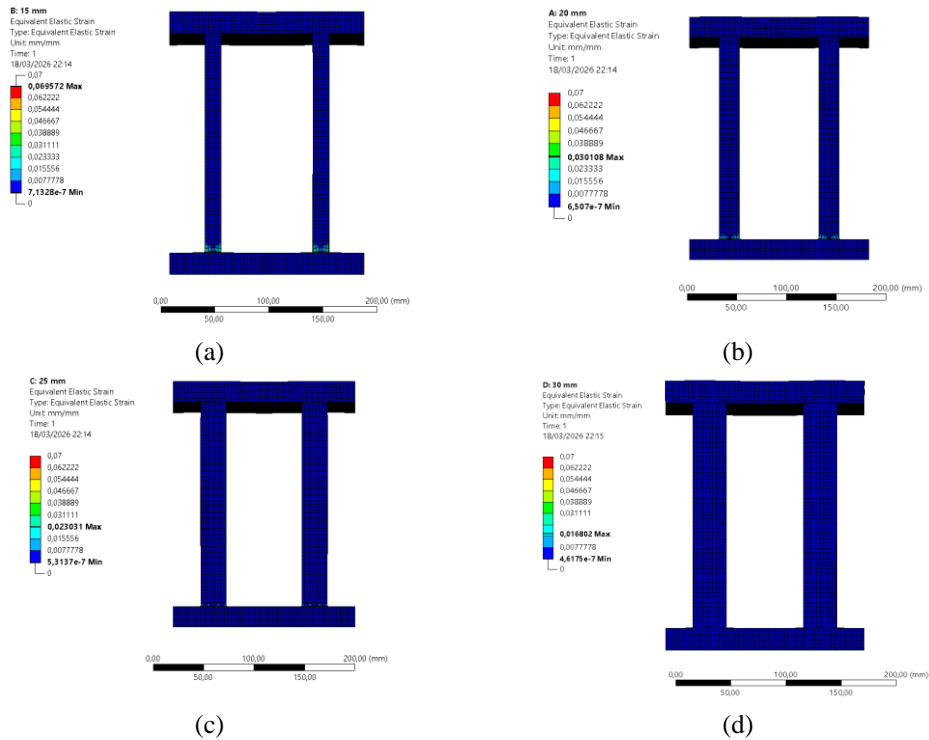 B: 15 mm
Equivalent Elastic Strain
Type: Equivalent Elastic Strain
Unit: mm/mm
Time: 1
18/03/2026 22:14
0,07
0,069572 Max
0,062222
0,054444
0,046667
0,038889
0,031111
0,023333
0,015556
0,0077778
7,1328e-7 Min
0
0,00 100,00 200,00 (mm)
50,00 150,00
(a)
A: 20 mm
Equivalent Elastic Strain
Type: Equivalent Elastic Strain
Unit: mm/mm
Time: 1
18/03/2026 22:14
0,07
0,062222
0,054444
0,046667
0,038889
0,030108 Max
0,023333
0,015556
0,0077778
6,507e-7 Min
0
0,00 100,00 200,00 (mm)
50,00 150,00
(b)
C: 25 mm
Equivalent Elastic Strain
Type: Equivalent Elastic Strain
Unit: mm/mm
Time: 1
18/03/2026 22:14
0,07
0,062222
0,054444
0,046667
0,038889
0,031111
0,023031 Max
0,015556
0,0077778
5,3137e-7 Min
0
0,00 100,00 200,00 (mm)
50,00 150,00
(c)
D: 30 mm
Equivalent Elastic Strain
Type: Equivalent Elastic Strain
Unit: mm/mm
Time: 1
18/03/2026 22:15
0,07
0,062222
0,054444
0,046667
0,038889
0,031111
0,016802 Max
0,0077778
4,6175e-7 Min
0
0,00 100,00 200,00 (mm)
50,00 150,00
(d)